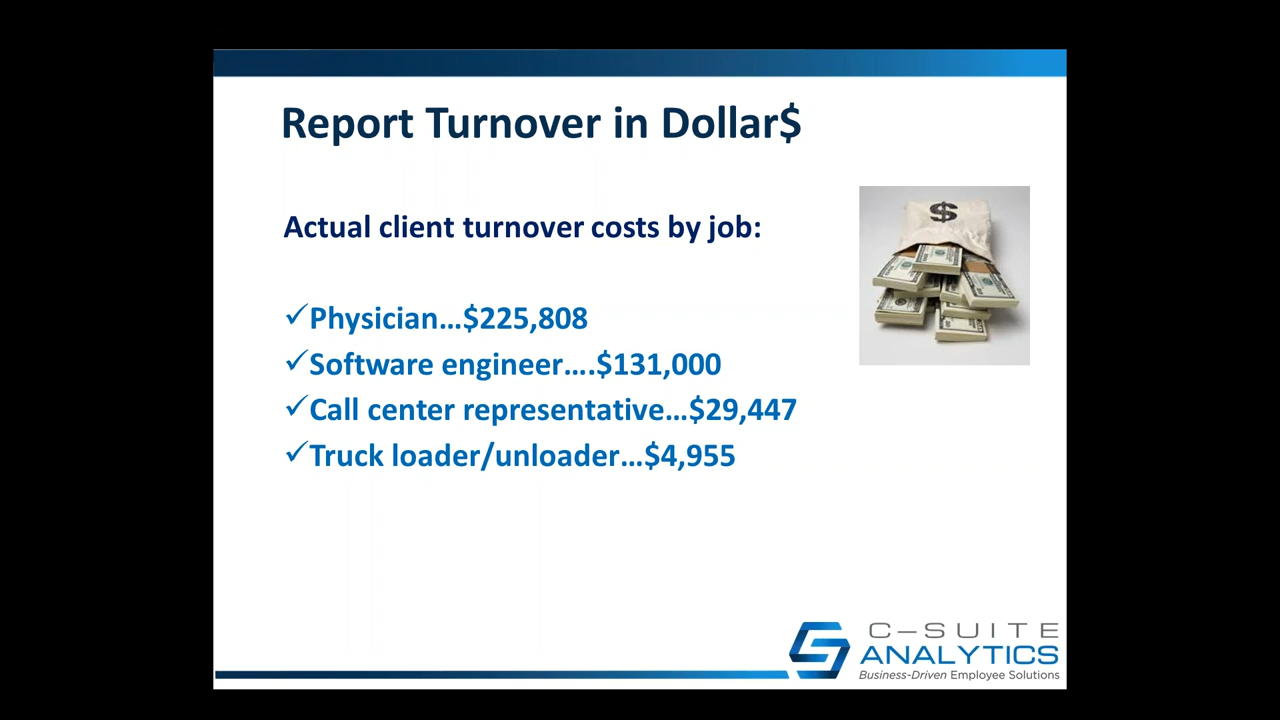 Report Turnover in Dollar$
Actual client turnover costs by job:
✓Physician…$225,808
✓Software engineer….$131,000
✓Call center representative…$29,447
✓Truck loader/unloader…$4,955
$
C–SUITE
ANALYTICS
Business-Driven Employee Solutions